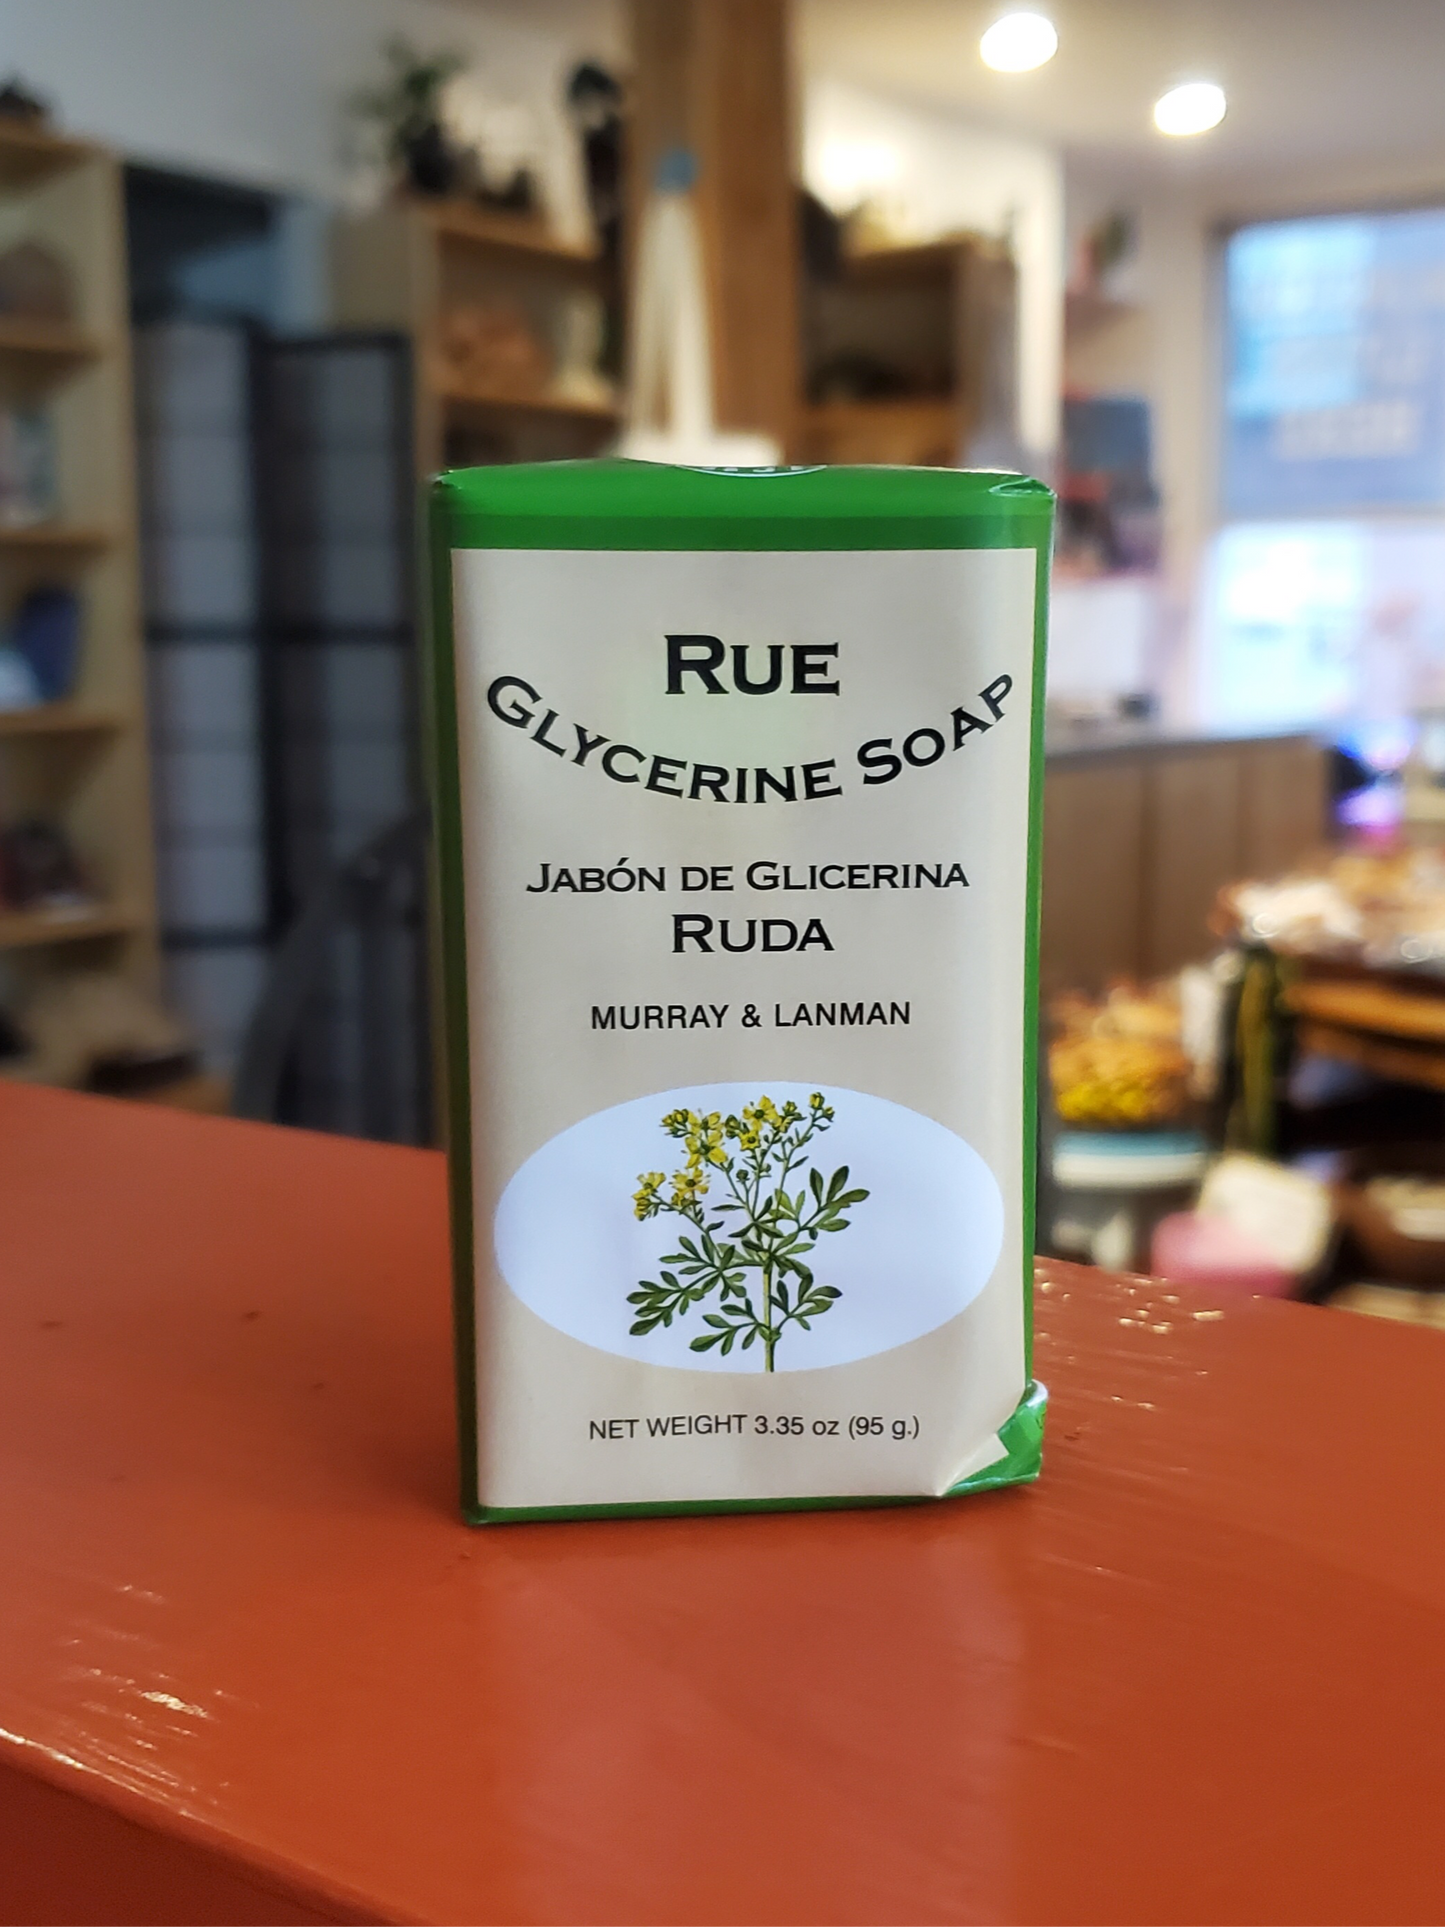 RUE
GLYCERINE SOAP
JABÓN DE GLICERINA
RUDA
MURRAY & LANMAN
NET WEIGHT 3.35 oz (95 g.)